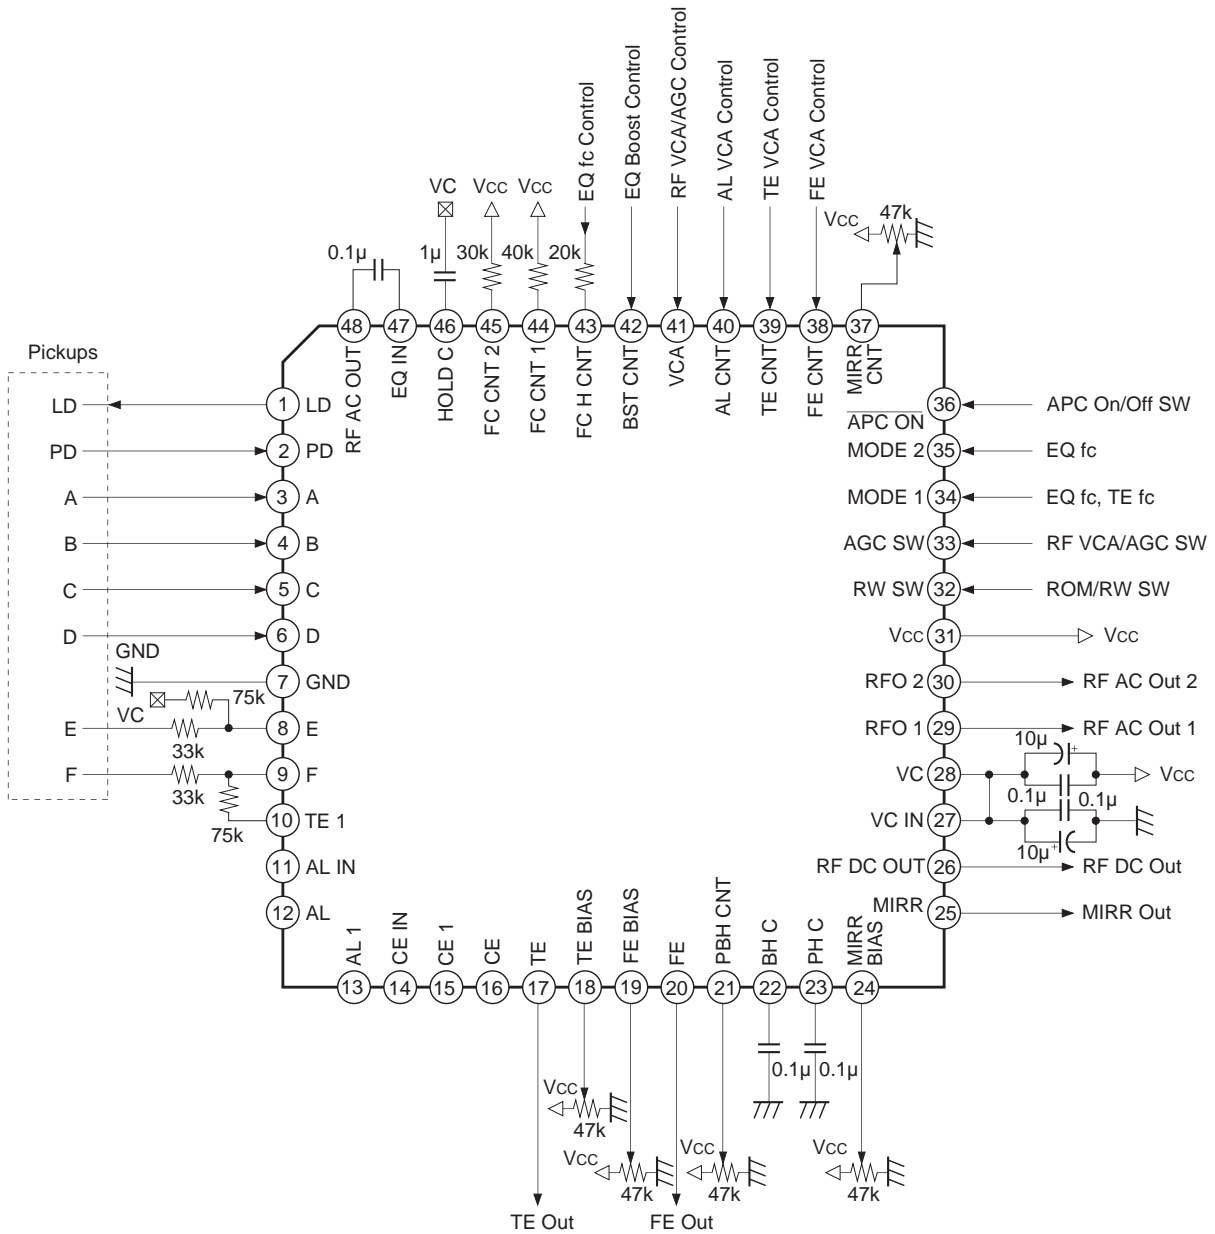 EQ fc Control
EQ Boost Control
RF VCA/AGC Control
AL VCA Control
TE VCA Control
FE VCA Control
VC
Vcc
Vcc
Vcc
47k
0.1µ
1µ
30k
40k
20k
48
47
46
45
44
43
42
41
40
39
38
37
RF AC OUT
EQ IN
HOLD C
FC CNT 2
FC CNT 1
FC H CNT
BST CNT
VCA
AL CNT
TE CNT
FE CNT
MIRR
CNT
Pickups
LD
1
LD
PD
2
PD
A
3
A
B
4
B
C
5
C
D
6
D
GND
7
GND
VC
75k
E
33k
8
E
F
33k
9
F
75k
10
TE 1
11
AL IN
12
AL
APC ON
36
APC On/Off SW
MODE 2
35
EQ fc
MODE 1
34
EQ fc, TE fc
AGC SW
33
RF VCA/AGC SW
RW SW
32
ROM/RW SW
Vcc
31
Vcc
RFO 2
30
RF AC Out 2
RFO 1
29
RF AC Out 1
10µ
+
VC
28
Vcc
0.1µ
0.1µ
VC IN
27
10µ
+
RF DC OUT
26
RF DC Out
MIRR
25
MIRR Out
AL 1
CE IN
CE 1
CE
TE
TE BIAS
FE BIAS
FE
PBH CNT
BH C
PH C
MIRR
BIAS
13
14
15
16
17
18
19
20
21
22
23
24
0.1µ
0.1µ
Vcc
47k
Vcc
47k
Vcc
47k
Vcc
47k
TE Out
FE Out